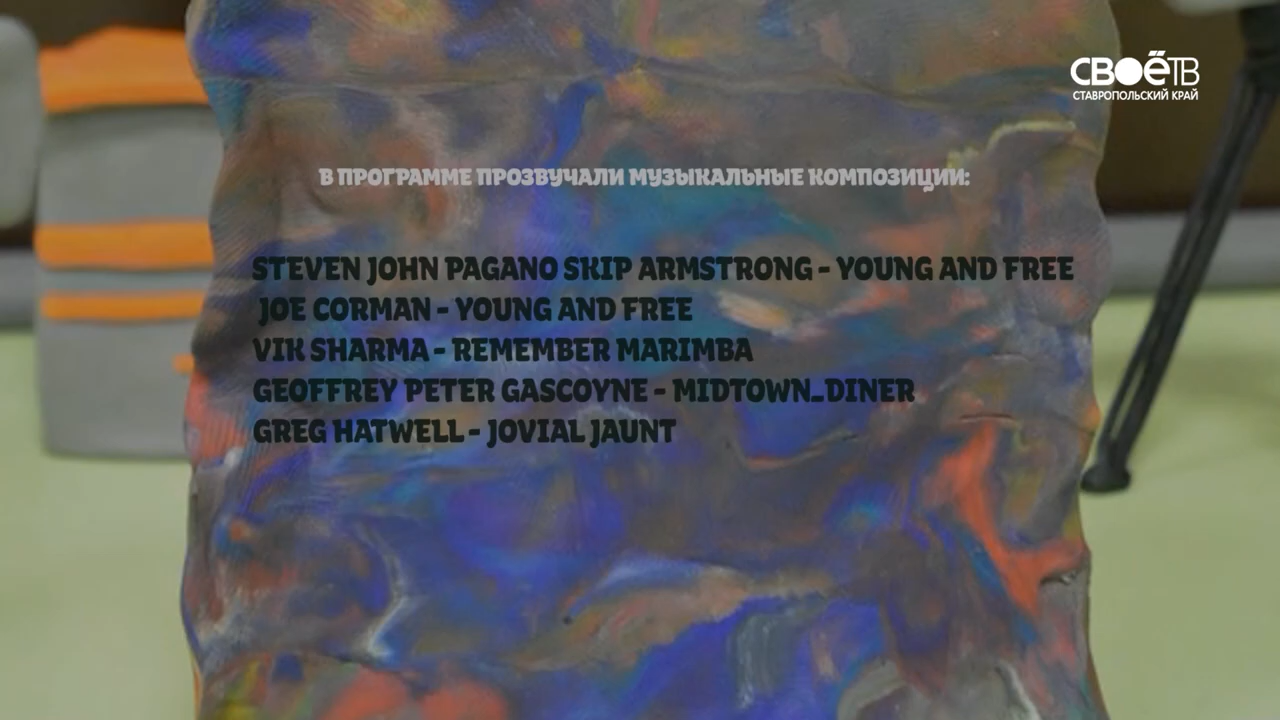 СВОЁТВ
СТАВРОПОЛЬСКИЙ КРАЙ
В ПРОГРАММЕ ПРОЗВУЧАЛИ МУЗЫКАЛЬНЫЕ КОМПОЗИЦИИ:
STEVEN JOHN PAGANO SKIP ARMSTRONG - YOUNG AND FREE
JOE CORMAN - YOUNG AND FREE
VIK SHARMA - REMEMBER MARIMBA
GEOFFREY PETER GASCOYNE - MIDTOWN_DINER
GREG HATWELL - JOVIAL JAUNT